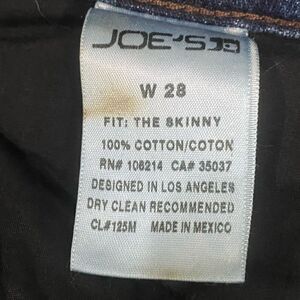 JOE'S
W 28
FIT: THE SKINNY
100% COTTON/COTON
RN# 106214 CA# 35037
DESIGNED IN LOS ANGELES
DRY CLEAN RECOMMENDED
CL#125M MADE IN MEXICO